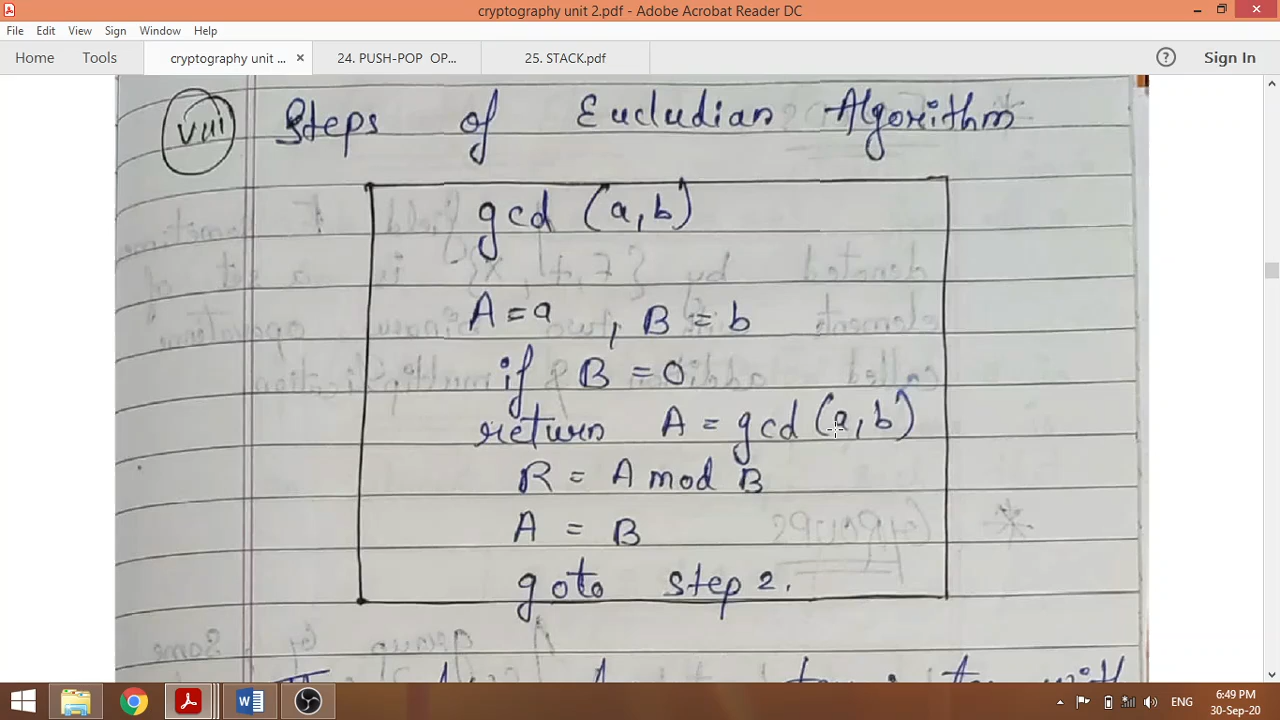 cryptography unit 2.pdf - Adobe Acrobat Reader DC
File Edit View Sign Window Help
Home Tools cryptography unit ... × 24. PUSH-POP OP... 25. STACK.pdf ? Sign In
viii Steps of Eucludian Algorithm
gcd (a,b)
A = a , B = b
if B = 0
return A = gcd (a,b)
R = A mod B
A = B
goto step 2.
ENG
6:49 PM
30-Sep-20